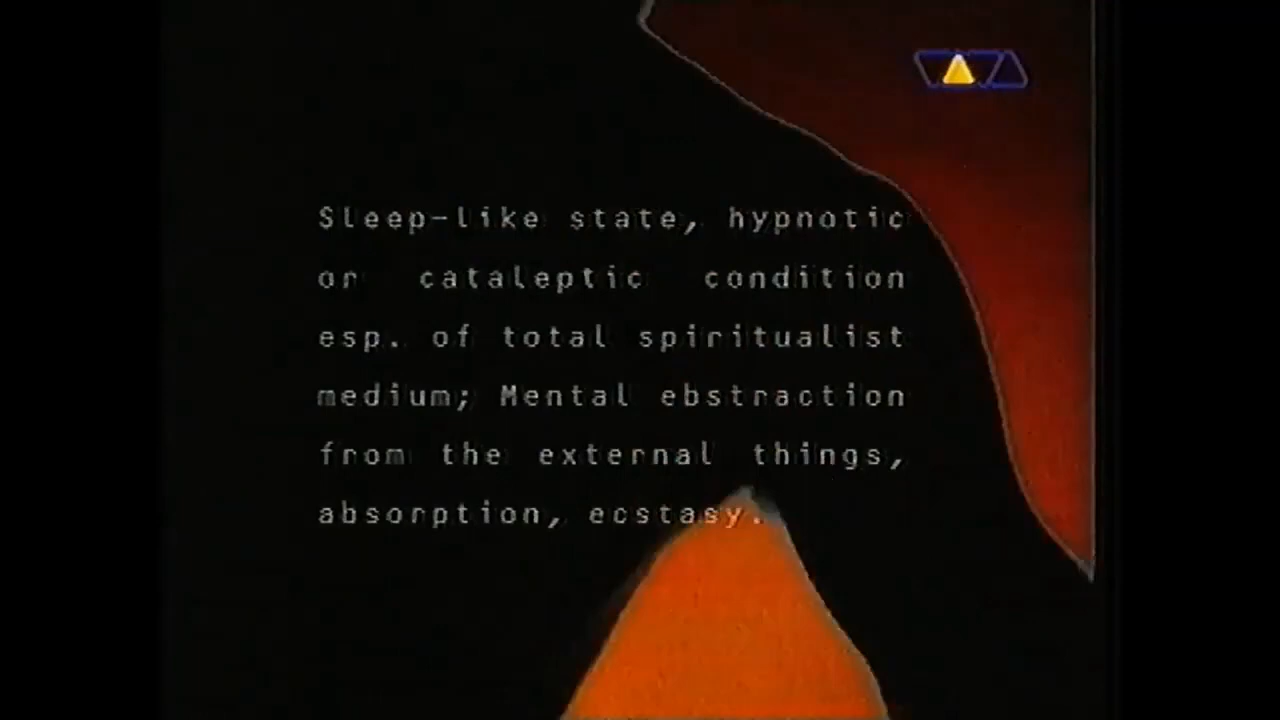 Sleep-like state, hypnotic
or cataleptic condition
esp. of total spiritualist
medium; Mental ebstraction
from the external things,
absorption, ecstasy.